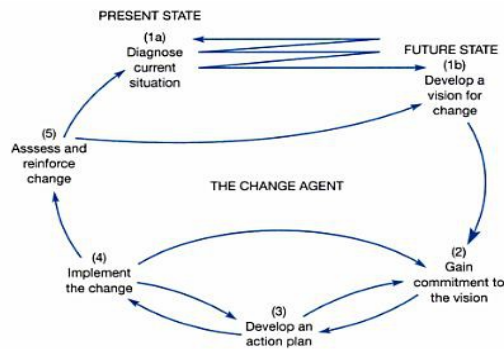 PRESENT STATE
(1a)
Diagnose
current
situation
FUTURE STATE
(1b)
Develop a
vision for
change
(5)
Asssess and
reinforce
change
THE CHANGE AGENT
(4)
Implement
the change
(2)
Gain
commitment to
the vision
(3)
Develop an
action plan